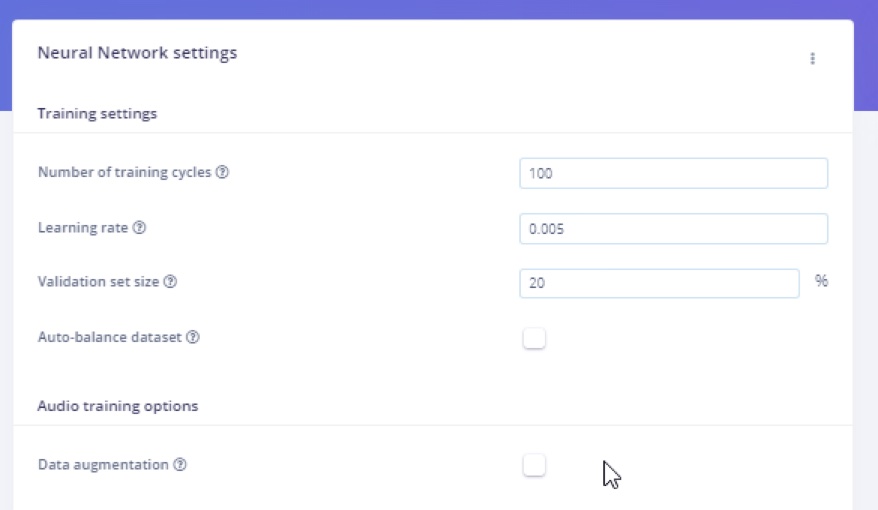 Neural Network settings
Training settings
Number of training cycles ?
100
Learning rate ?
0.005
Validation set size ?
20 %
Auto-balance dataset ?
Audio training options
Data augmentation ?